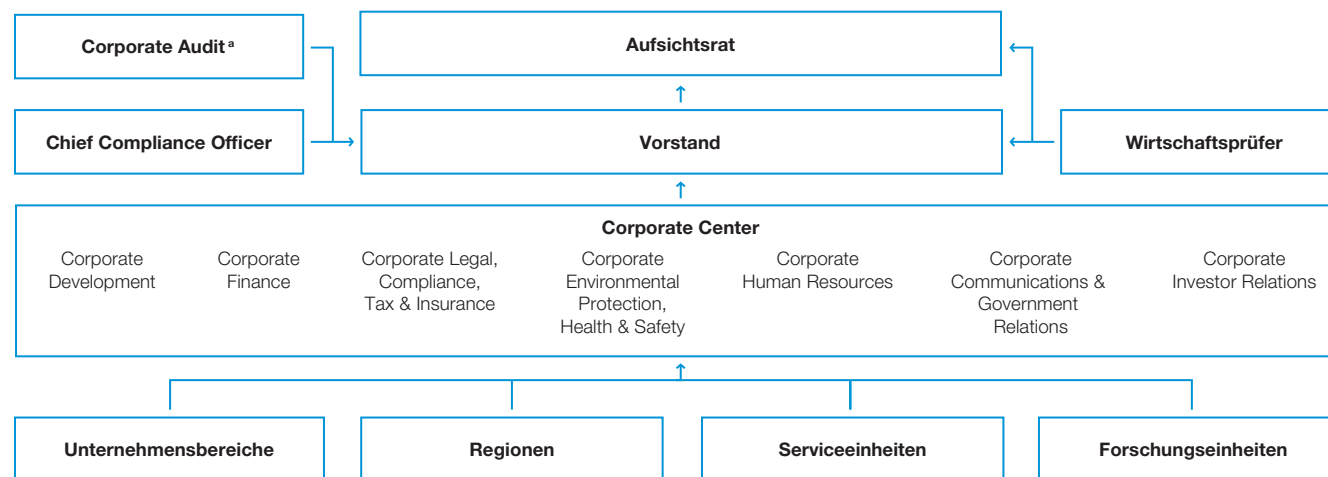 Corporate Audit a
Aufsichtsrat
Chief Compliance Officer
Vorstand
Wirtschaftsprüfer
Corporate Center
Corporate
Development
Corporate
Finance
Corporate Legal,
Compliance,
Tax & Insurance
Corporate
Environmental
Protection,
Health & Safety
Corporate
Human Resources
Corporate
Communications &
Government
Relations
Corporate
Investor Relations
Unternehmensbereiche
Regionen
Serviceeinheiten
Forschungseinheiten